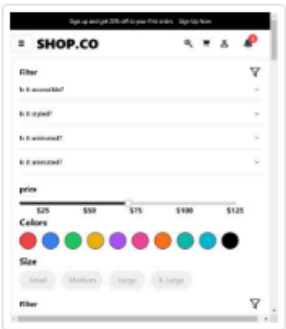 Sign up and get 20% off to your first order. Sign Up Now
SHOP.CO
Filter
Is it accessible?
Is it styled?
Is it animated?
Is it animated?
price
$25 $50 $75 $100 $125
Colors
Size
Small Medium Large X-Large
Filter